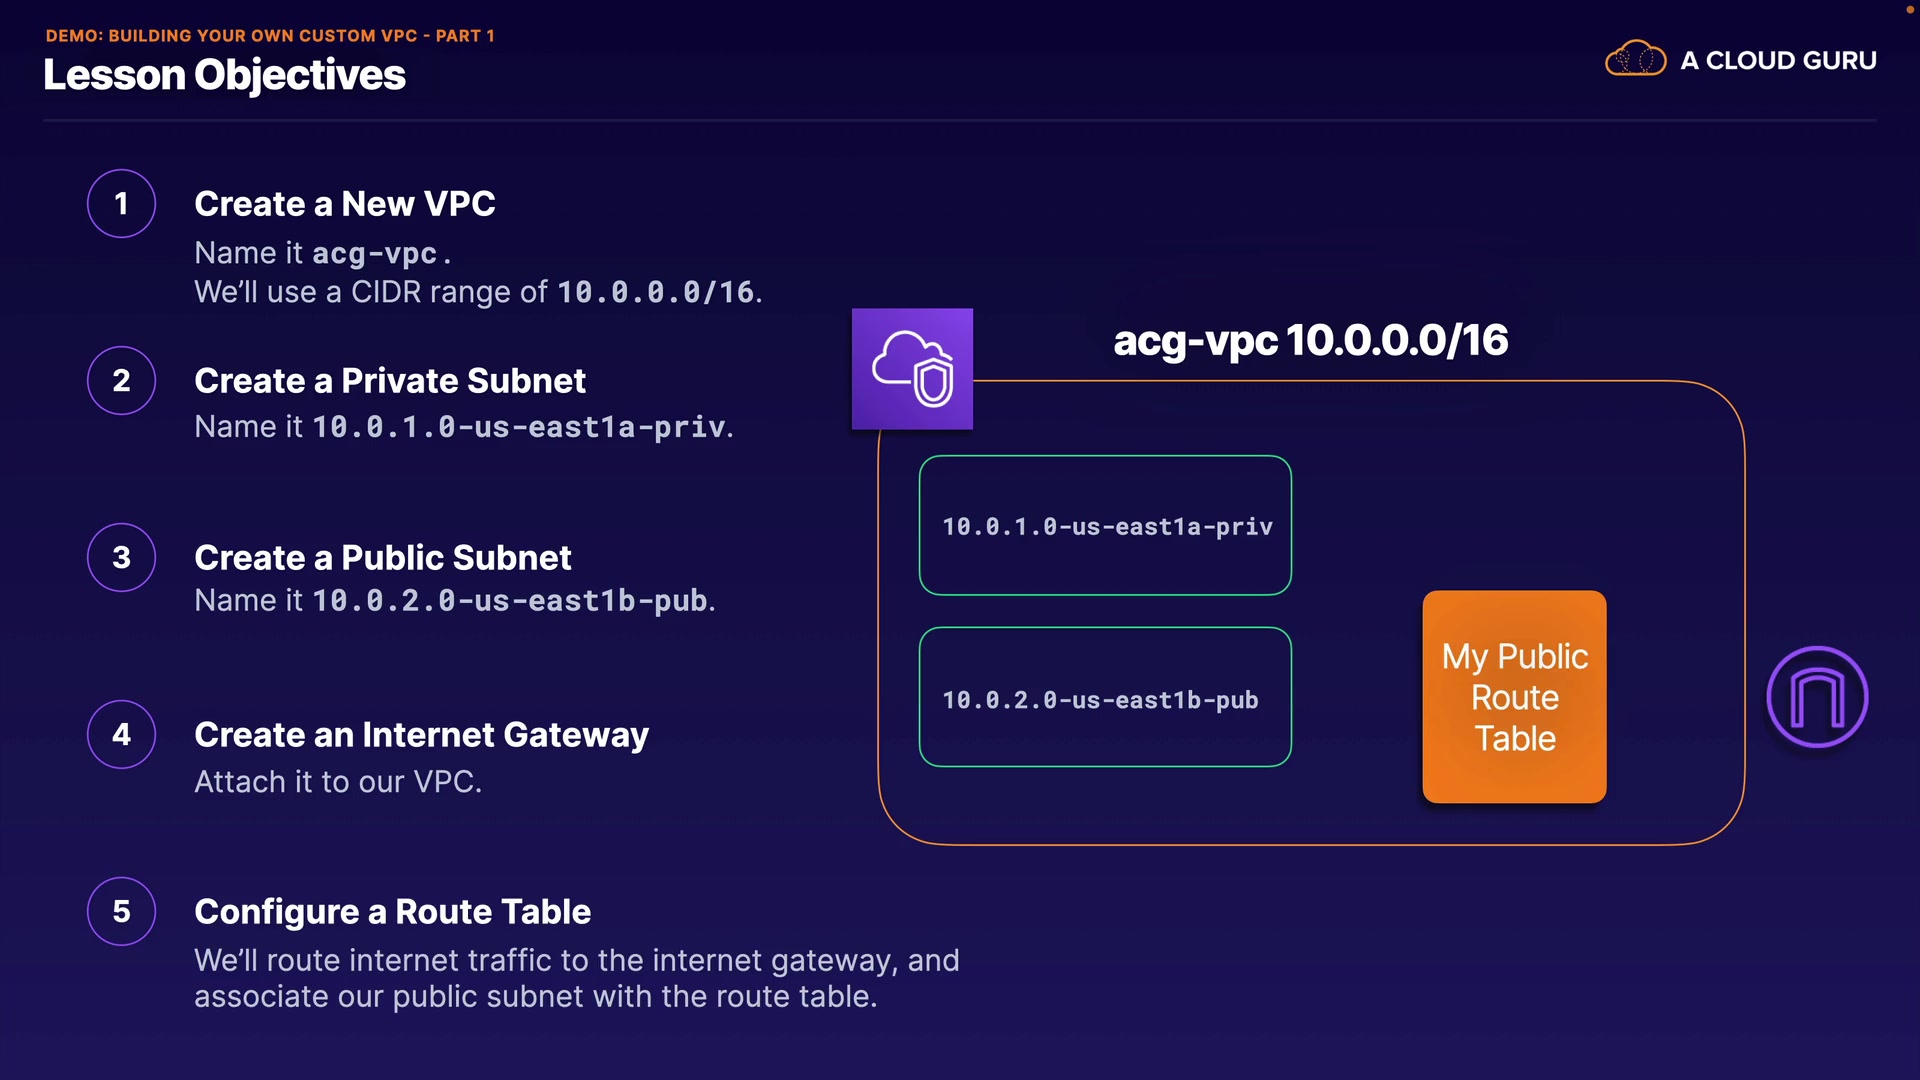 DEMO: BUILDING YOUR OWN CUSTOM VPC - PART 1
Lesson Objectives
A CLOUD GURU
1
Create a New VPC
Name it acg-vpc.
We’ll use a CIDR range of 10.0.0.0/16.
2
Create a Private Subnet
Name it 10.0.1.0-us-east1a-priv.
3
Create a Public Subnet
Name it 10.0.2.0-us-east1b-pub.
4
Create an Internet Gateway
Attach it to our VPC.
5
Configure a Route Table
We’ll route internet traffic to the internet gateway, and
associate our public subnet with the route table.
acg-vpc 10.0.0.0/16
10.0.1.0-us-east1a-priv
10.0.2.0-us-east1b-pub
My Public
Route
Table